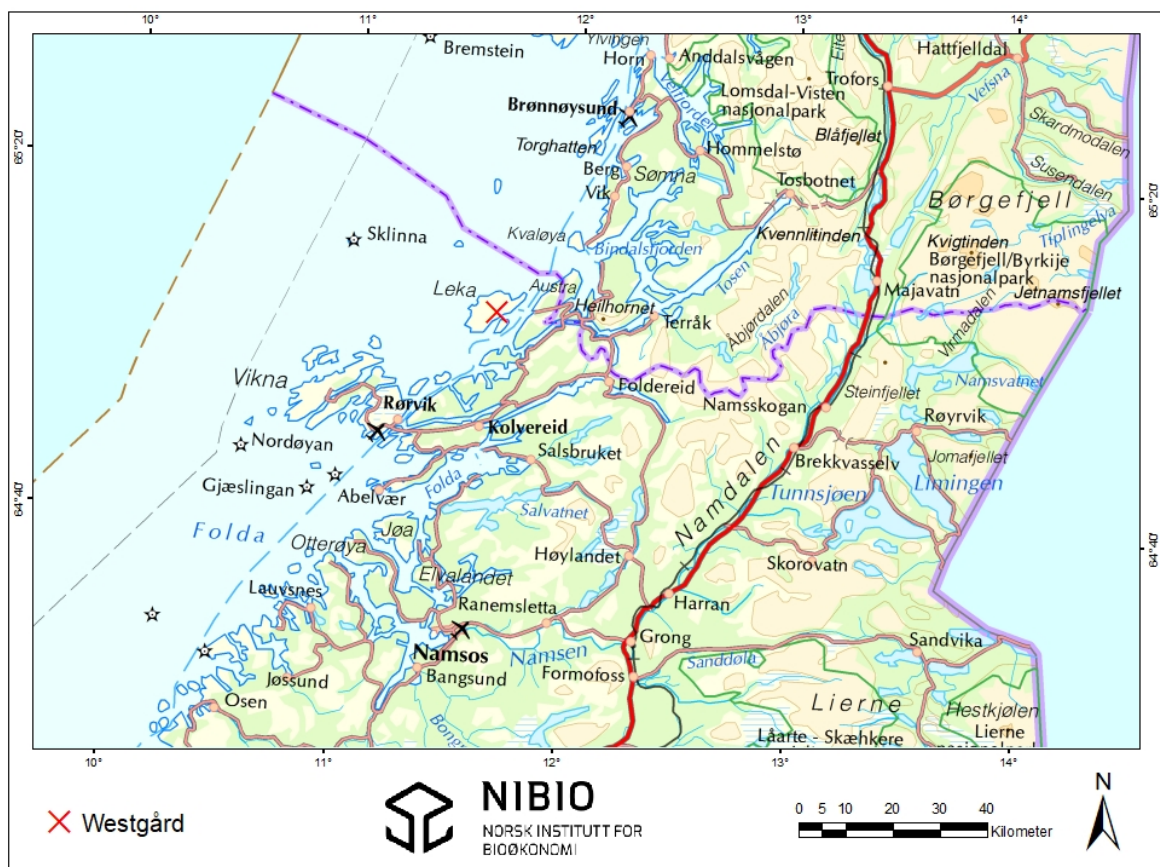 10°
11°
12°
13°
14°
Bremstein
Ylvingen
Horn
Anddalsvågen
Hattfjelldal
Trofors
Vefsna
Velfjorden
Lomsdal-Visten
nasjonalpark
Brønnøysund
Blåfjellet
Skardmodalen
65°20'
Torghatten
Hommelstø
Berg
Sømna
Tosbotnet
Susendalen
Vik
Børgefjell
65°20'
Sklinna
Kvaløya
Bindalsfjorden
Kvennlitinden
Kvigtinden
Tiplingelva
Børgefjell/Byrkije
nasjonalpark
Leka
Austra
Tosen
Majavatn
Jetnamsfjellet
Heilhornet
Terråk
Åbjørdalen
Åbjøra
Virmadalen
Vikna
Foldereid
Steinfjellet
Namsvatnet
Rørvik
Namsskogan
Røyrvik
Kolvereid
Nordøyan
Salsbruket
Brekkvasselv
Jomafjellet
Gjæslingan
Abelvær
Folda
Namdalen
Tunnsjøen
Limingen
64°40'
Salvatnet
Folda
Jøa
Otterøya
Høylandet
Skorovatn
64°40'
Elvalandet
Lauvsnes
Ranemsletta
Harran
Grong
Sandvika
Namsos
Namsen
Sanddøla
Jøssund
Bangsund
Formofoss
Osen
Lierne
Hestkjølen
Lierne
Låarte - Skæhkere
10°
11°
12°
13°
14°
Westgård
NIBIO
NORSK INSTITUTT FOR
BIOØKONOMI
0 5 10 20 30 40
Kilometer
N